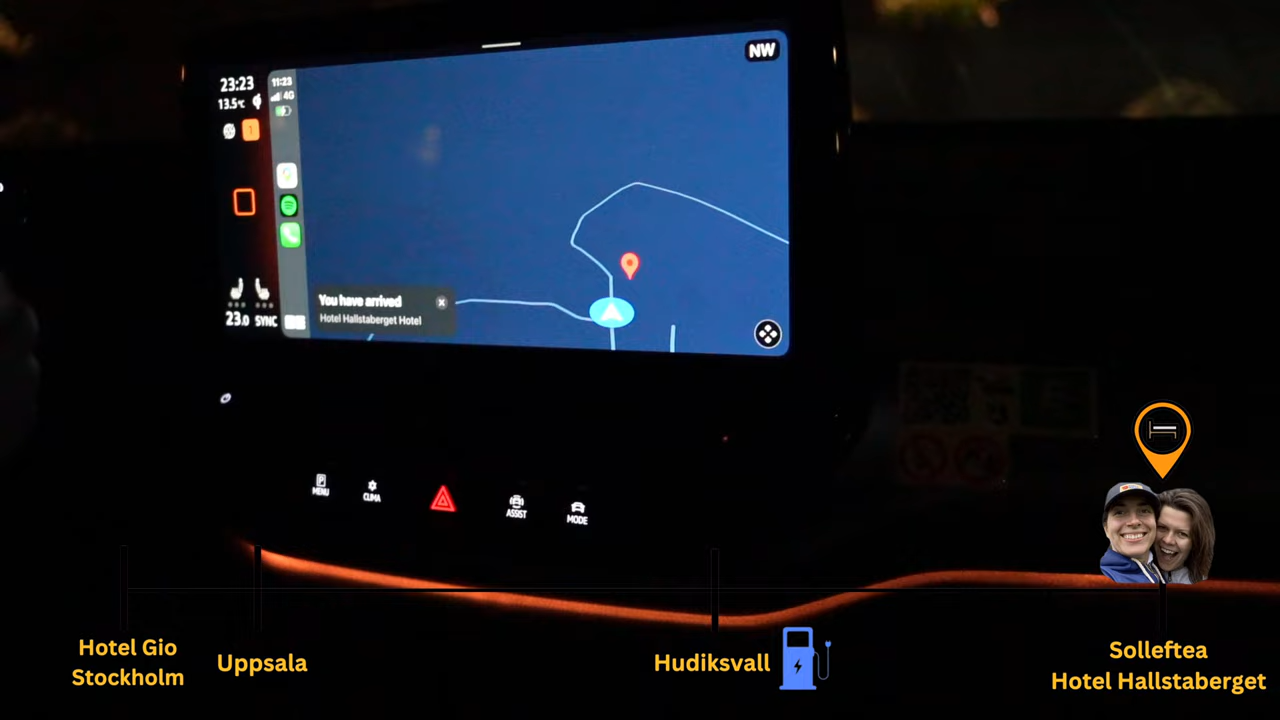 NW
23:23
13.5°C
11:23
4G
You have arrived
Hotel Hallstaberget Hotel
23.0 SYNC
P
MENU
CLIMA
ASSIST
MODE
Hotel Gio
Stockholm
Uppsala
Hudiksvall
Solleftea
Hotel Hallstaberget